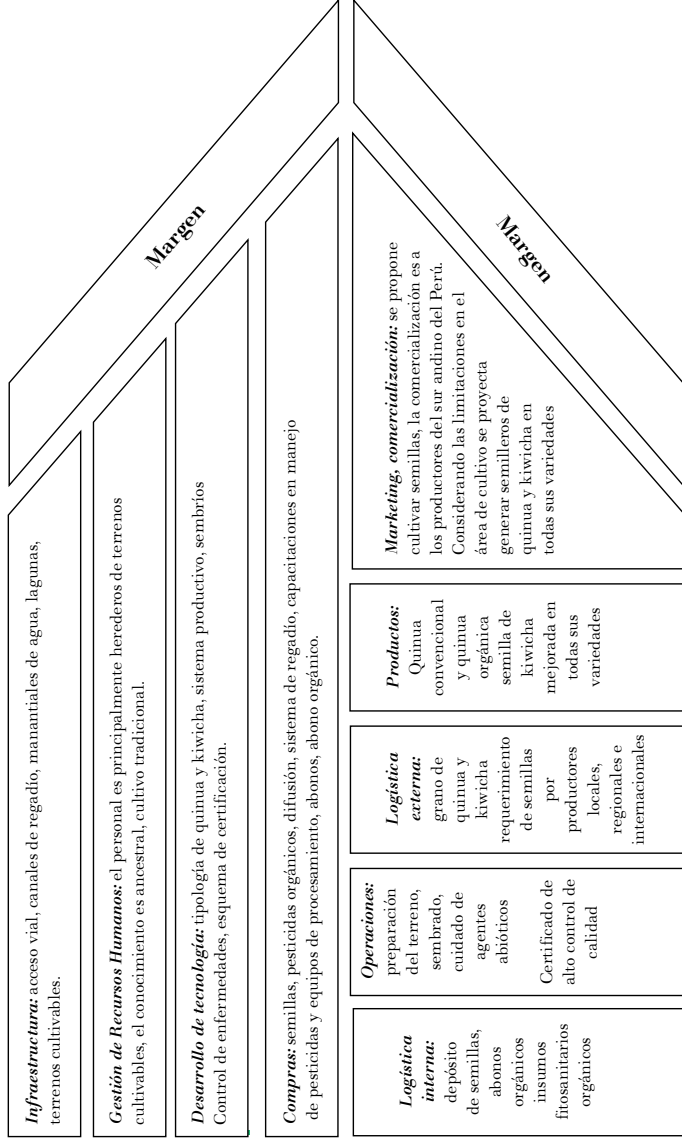 Infraestructura: acceso vial, canales de regadío, manantiales de agua, lagunas,
terrenos cultivables.
Gestión de Recursos Humanos: el personal es principalmente herederos de terrenos
cultivables, el conocimiento es ancestral, cultivo tradicional.
Desarrollo de tecnología: tipología de quinua y kiwicha, sistema productivo, sembríos
Control de enfermedades, esquema de certificación.
Compras: semillas, pesticidas orgánicos, difusión, sistema de regadío, capacitaciones en manejo
de pesticidas y equipos de procesamiento, abonos, abono orgánico.
Margen
Logística
interna:
depósito
de semillas,
abonos
orgánicos
insumos
fitosanitarios
orgánicos
Operaciones:
preparación
del terreno,
sembrado,
cuidado de
agentes
abióticos
Certificado de
alto control de
calidad
Logística
externa:
grano de
quinua y
kiwicha
requerimiento
de semillas
por
productores
locales,
regionales e
internacionales
Productos:
Quinua
convencional
y quinua
orgánica
semilla de
kiwicha
mejorada en
todas sus
variedades
Marketing, comercialización: se propone
cultivar semillas, la comercialización es a
los productores del sur andino del Perú.
Considerando las limitaciones en el
área de cultivo se proyecta
generar semilleros de
quinua y kiwicha en
todas sus variedades
Margen